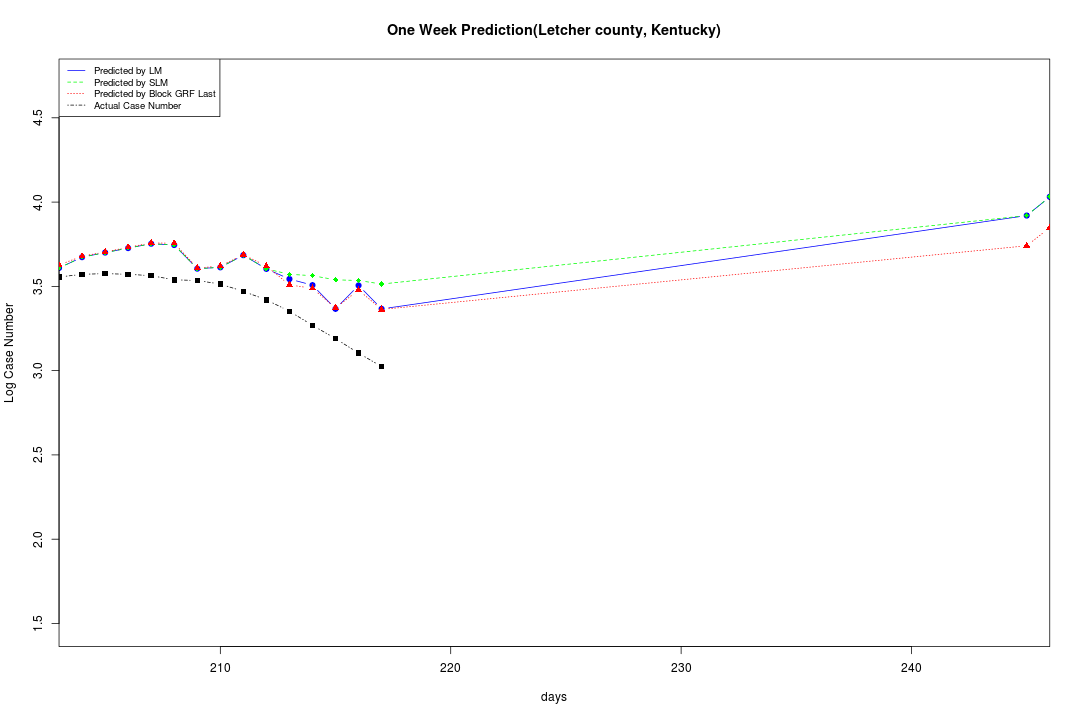 One Week Prediction(Letcher county, Kentucky)
Predicted by LM
Predicted by SLM
Predicted by Block GRF Last
Actual Case Number
Log Case Number
4.5
4.0
3.5
3.0
2.5
2.0
1.5
210 220 230 240
days